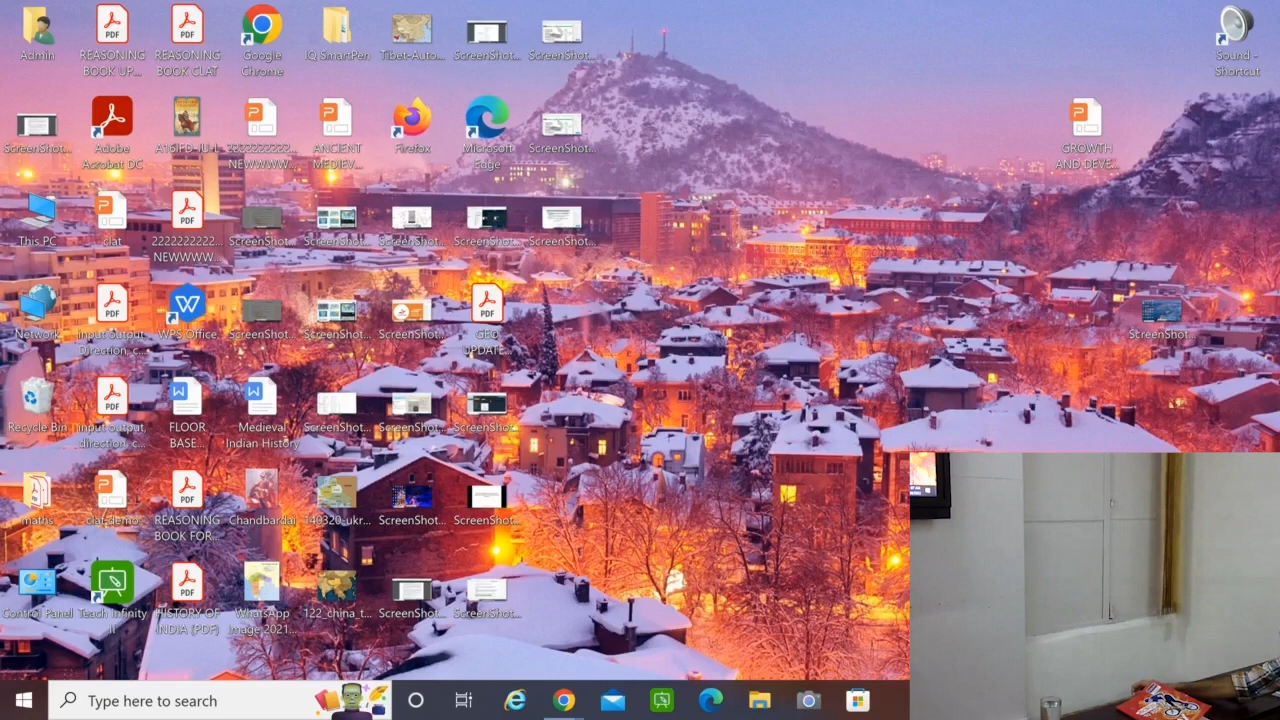 Admin
REASONING
BOOK UP...
REASONING
BOOK CLAT
Google
Chrome
IQ SmartPen
Tibet-Auto...
ScreenShot...
ScreenShot...
Sound -
Shortcut
ScreenShot...
Adobe
Acrobat DC
2222222222...
NEWWWW...
ANCIENT
MEDIEV...
Firefox
Microsoft
Edge
ScreenShot...
GROWTH
AND DEVE...
This PC
clat
2222222222...
NEWWWW...
ScreenShot...
ScreenShot...
ScreenShot...
ScreenShot...
ScreenShot...
Network
input output,
Direction, c...
WPS Office
ScreenShot...
ScreenShot...
ScreenShot...
GEO
UPDATE...
ScreenShot...
Recycle Bin
input output,
direction, c...
FLOOR
BASE...
Medieval
Indian History
ScreenShot...
ScreenShot...
ScreenShot...
maths
clat demo
REASONING
BOOK FOR...
Chandbardai
140320-ukr...
ScreenShot...
ScreenShot...
Control Panel
Teach Infinity
HISTORY OF
INDIA (PDF)
WhatsApp
Image 2021...
122_china_t...
ScreenShot...
ScreenShot...
Type here to search